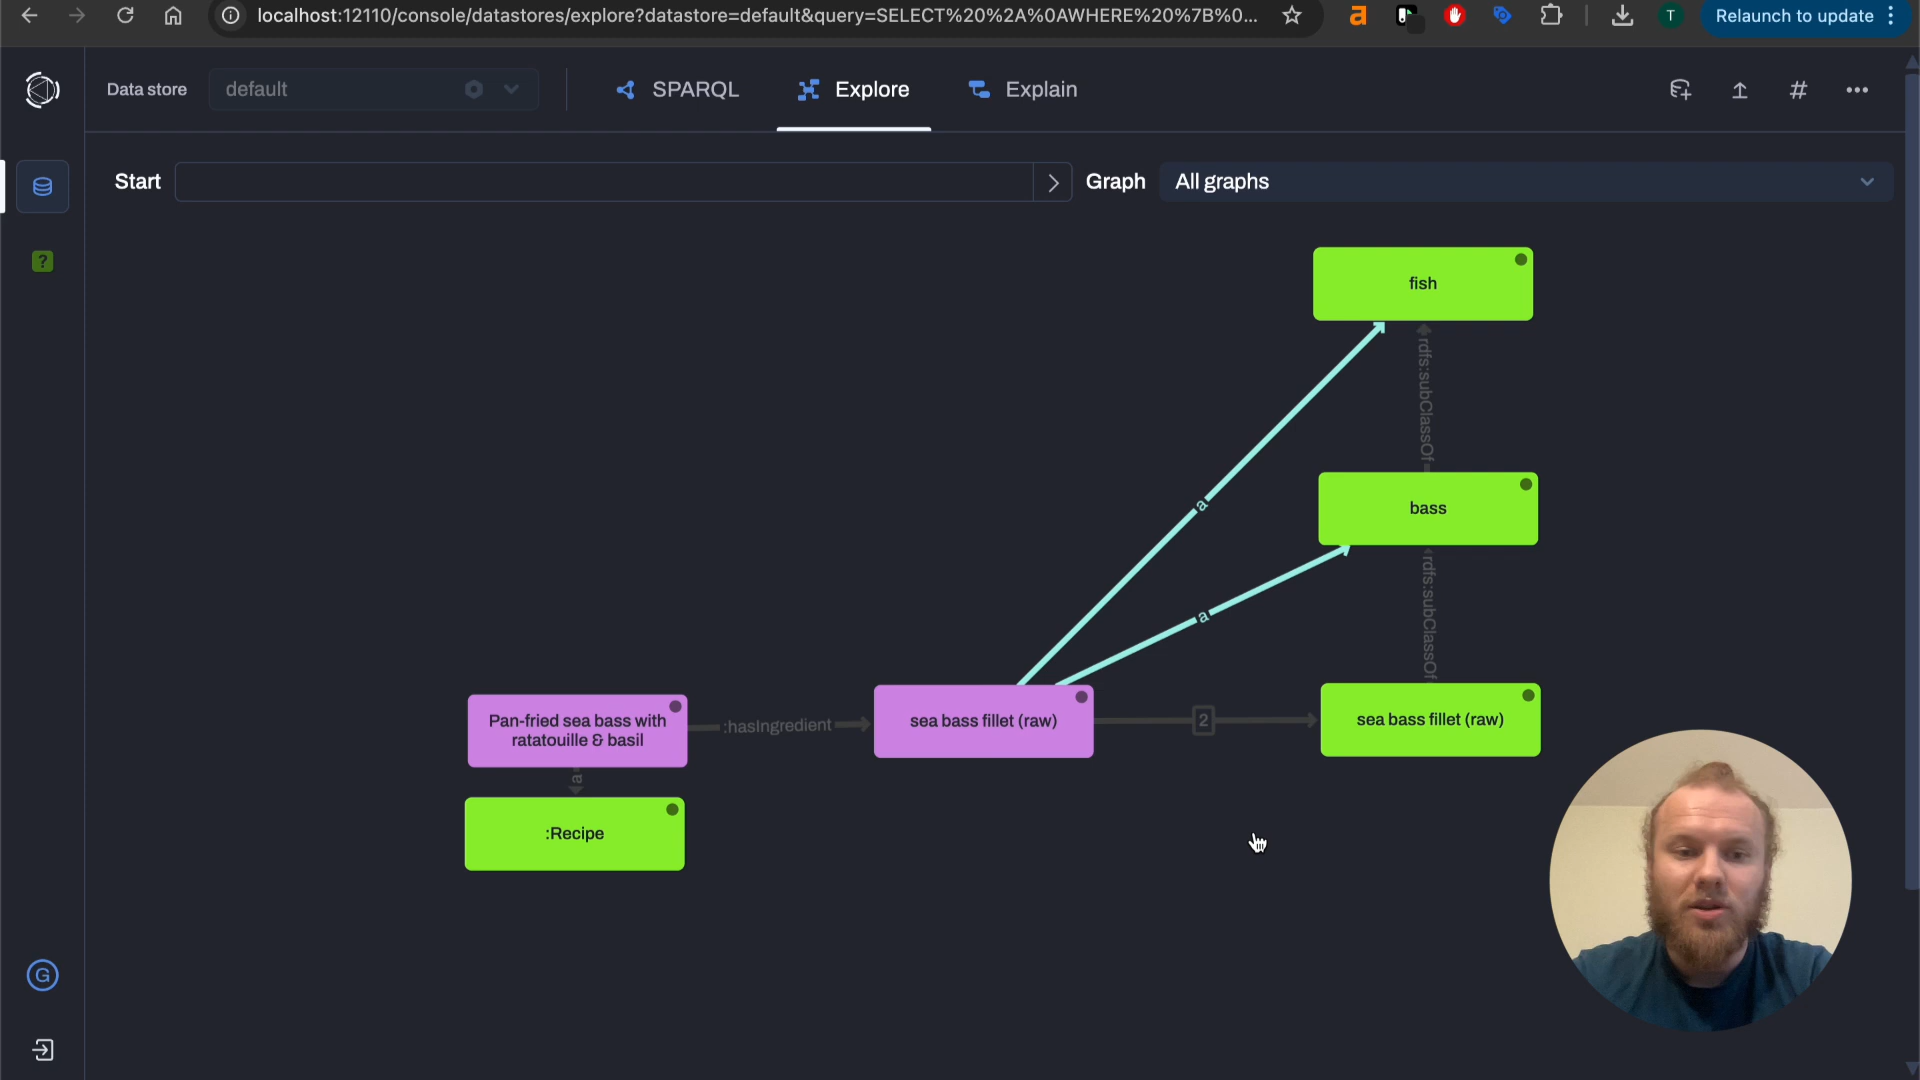 localhost:12110/console/datastores/explore?datastore=default&query=SELECT%20%2A%0AWHERE%20%7B%0...
a
T
Relaunch to update
Data store
default
SPARQL
Explore
Explain
#
Start
Graph
All graphs
?
fish
rdfs:subClassOf
a
bass
a
rdfs:subClassOf
Pan-fried sea bass with
ratatouille & basil
:hasIngredient
sea bass fillet (raw)
2
sea bass fillet (raw)
a
:Recipe
G